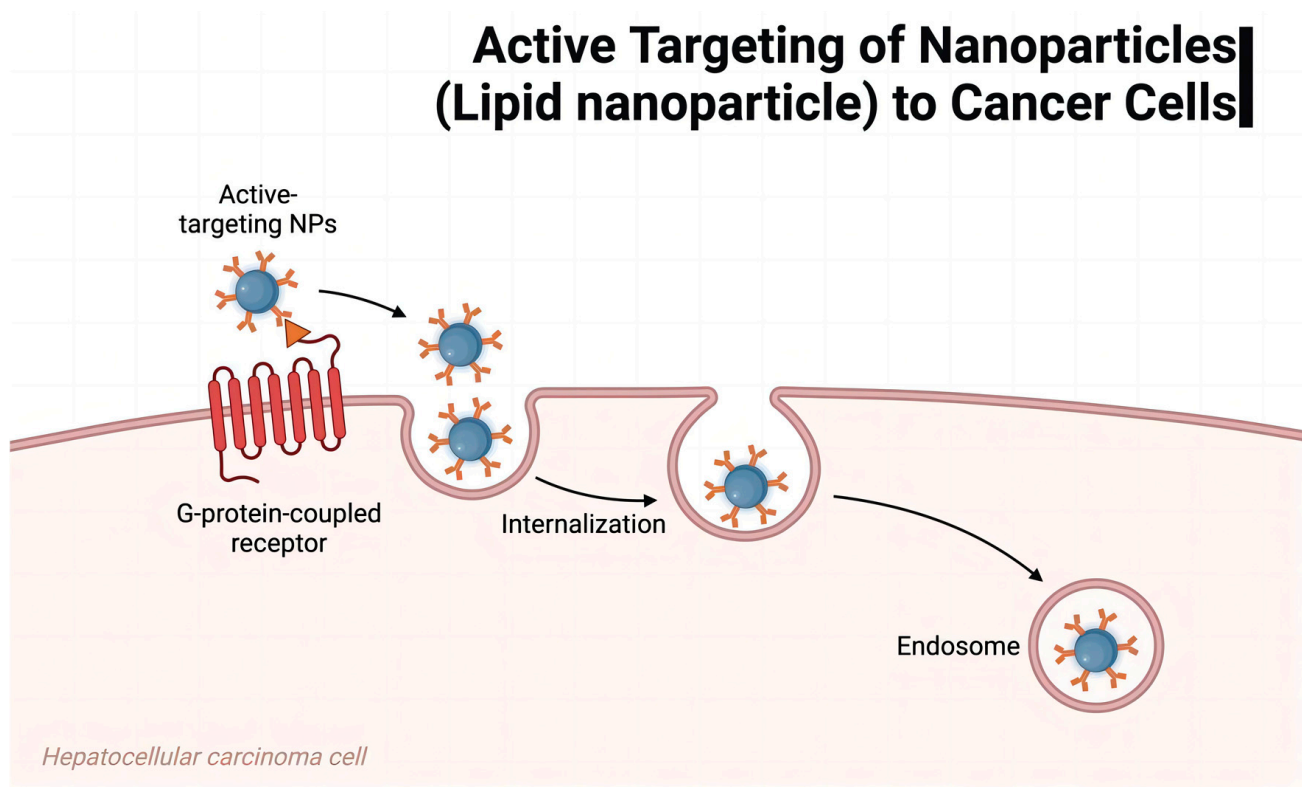 Active Targeting of Nanoparticles
(Lipid nanoparticle) to Cancer Cells
Active-
targeting NPs
G-protein-coupled
receptor
Internalization
Endosome
Hepatocellular carcinoma cell